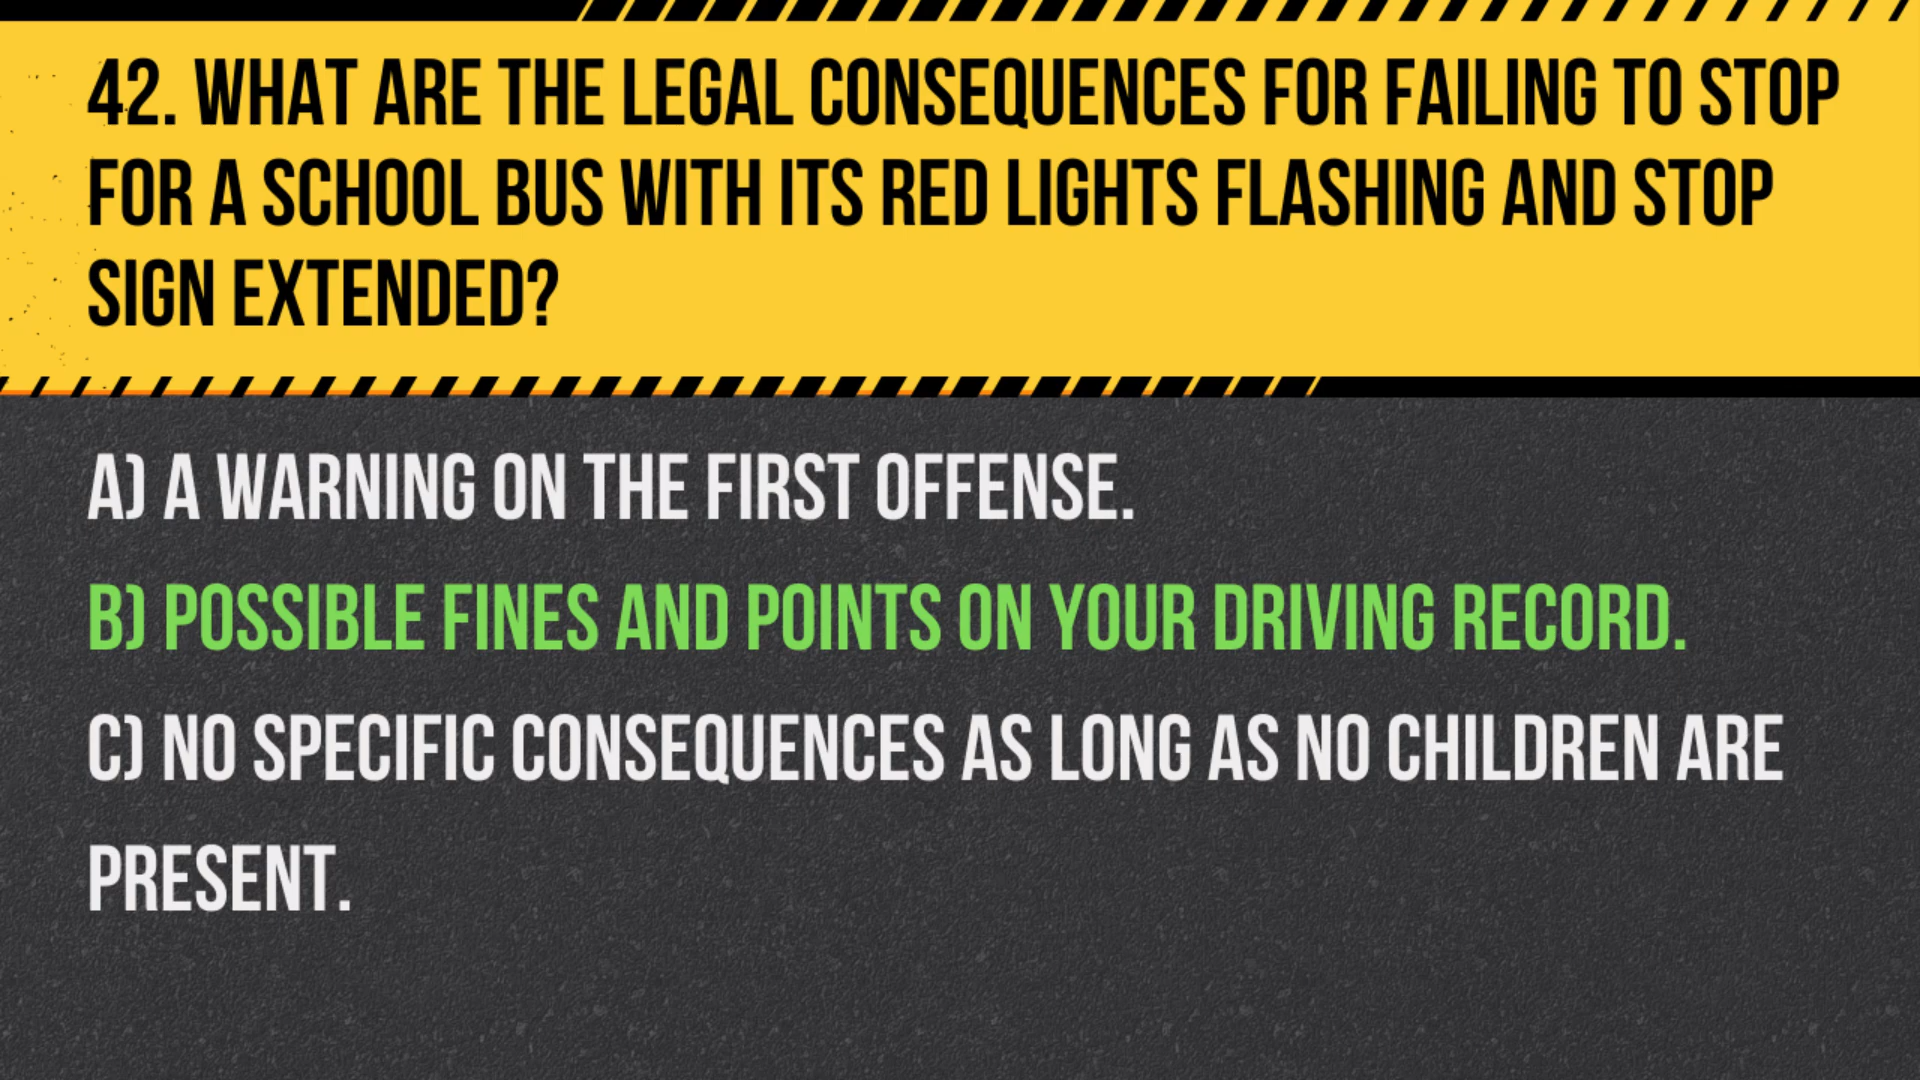 42. WHAT ARE THE LEGAL CONSEQUENCES FOR FAILING TO STOP
FOR A SCHOOL BUS WITH ITS RED LIGHTS FLASHING AND STOP
SIGN EXTENDED?
A) A WARNING ON THE FIRST OFFENSE.
B) POSSIBLE FINES AND POINTS ON YOUR DRIVING RECORD.
C) NO SPECIFIC CONSEQUENCES AS LONG AS NO CHILDREN ARE
PRESENT.